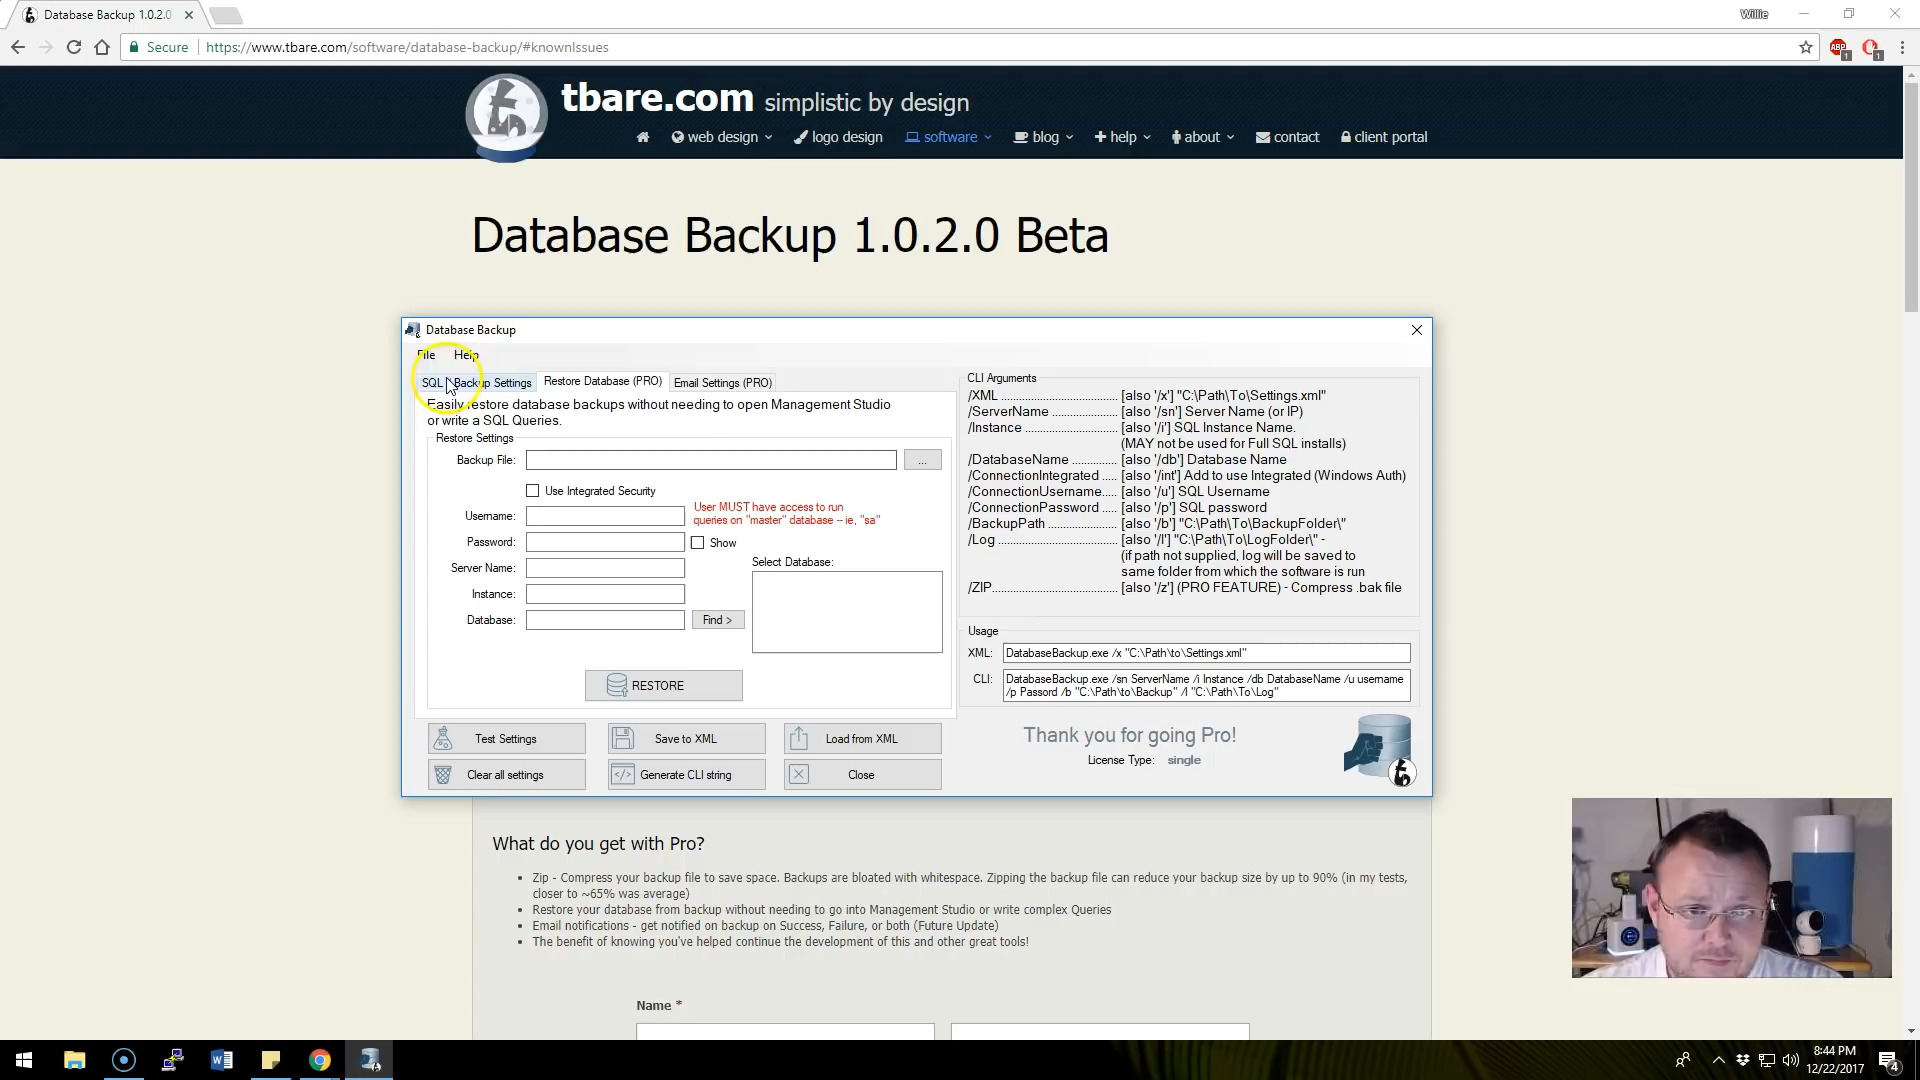 Database Backup 1.0.2.0
Willie
Secure
https://www.tbare.com/software/database-backup/#knownIssues
ABP
1
1
tbare.com simplistic by design
web design
logo design
software
blog
help
about
contact
client portal
Database Backup 1.0.2.0 Beta
Database Backup
File
Help
SQL
Backup Settings
Restore Database (PRO)
Email Settings (PRO)
Easily restore database backups without needing to open Management Studio
or write a SQL Queries.
Restore Settings
Backup File:
...
Use Integrated Security
Username:
User MUST have access to run
queries on "master" database -- ie, "sa"
Password:
Show
Server Name:
Select Database:
Instance:
Database:
Find >
RESTORE
Test Settings
Save to XML
Load from XML
Clear all settings
Generate CLI string
Close
CLI Arguments
/XML ............................. [also '/x'] "C:\Path\To\Settings.xml"
/ServerName ............................. [also '/sn'] Server Name (or IP)
/Instance ............................. [also '/i'] SQL Instance Name.
(MAY not be used for Full SQL installs)
/DatabaseName ............. [also '/db'] Database Name
/ConnectionIntegrated ..... [also '/int'] Add to use Integrated (Windows Auth)
/ConnectionUsername..... [also '/u'] SQL Username
/ConnectionPassword ..... [also '/p'] SQL password
/BackupPath ..................... [also '/b'] "C:\Path\To\BackupFolder\"
/Log .............................. [also '/l'] "C:\Path\To\LogFolder\" -
(if path not supplied, log will be saved to
same folder from which the software is run
/ZIP................................ [also '/z'] (PRO FEATURE) - Compress .bak file
Usage
XML: DatabaseBackup.exe /x "C:\Path\to\Settings.xml"
CLI: DatabaseBackup.exe /sn ServerName /i Instance /db DatabaseName /u username
/p Passord /b "C:\Path\to\Backup" /l "C:\Path\To\Log"
Thank you for going Pro!
License Type: single
What do you get with Pro?
• Zip - Compress your backup file to save space. Backups are bloated with whitespace. Zipping the backup file can reduce your backup size by up to 90% (in my tests,
closer to ~65% was average)
• Restore your database from backup without needing to go into Management Studio or write complex Queries
• Email notifications - get notified on backup on Success, Failure, or both (Future Update)
• The benefit of knowing you've helped continue the development of this and other great tools!
Name *
8:44 PM
12/22/2017
4